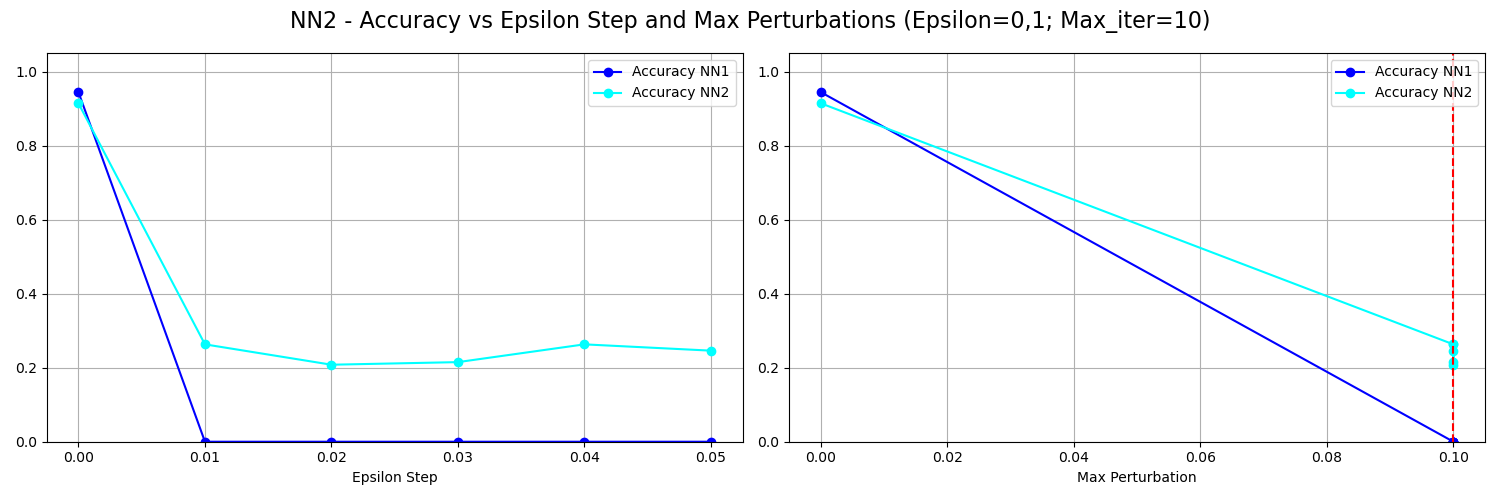 NN2 - Accuracy vs Epsilon Step and Max Perturbations (Epsilon=0,1; Max_iter=10)
Accuracy NN1
Accuracy NN2
1.0
0.8
0.6
0.4
0.2
0.0
0.00 0.01 0.02 0.03 0.04 0.05
Epsilon Step
Accuracy NN1
Accuracy NN2
1.0
0.8
0.6
0.4
0.2
0.0
0.00 0.02 0.04 0.06 0.08 0.10
Max Perturbation